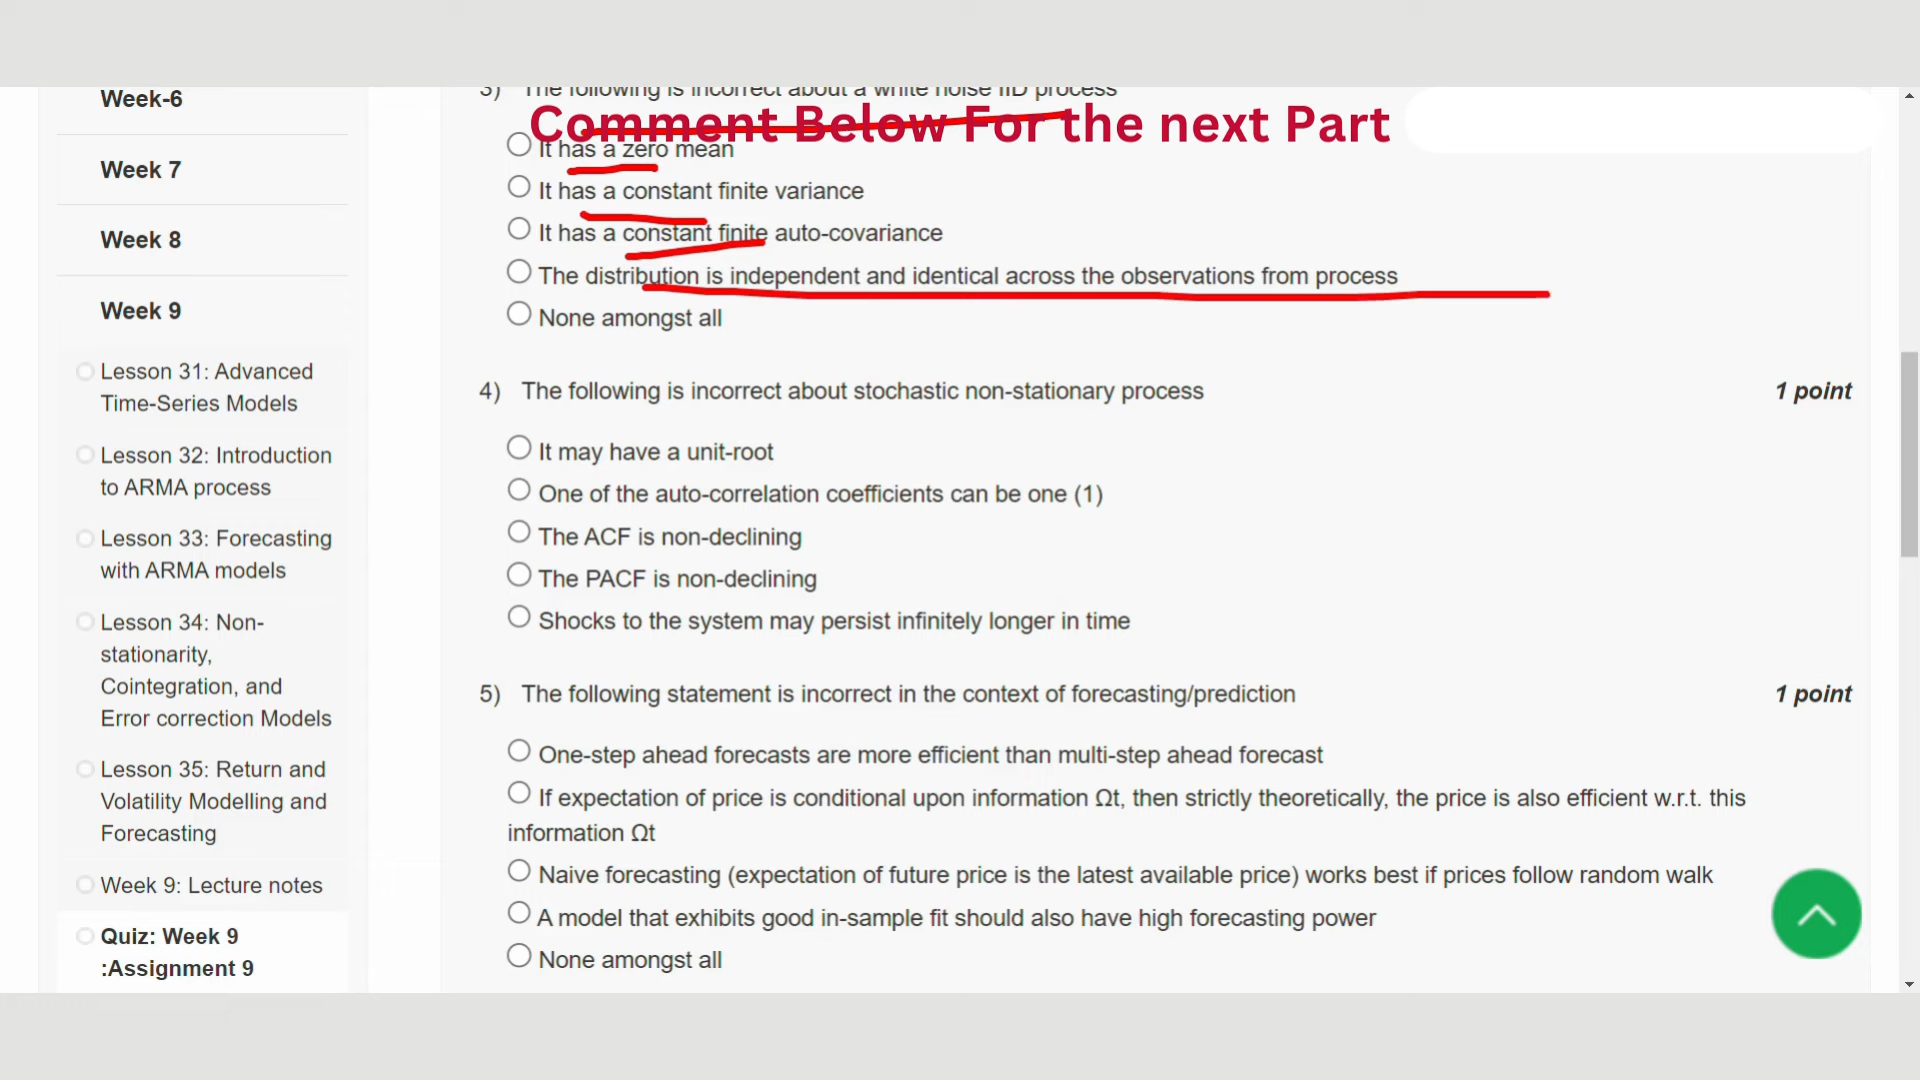 Week-6
Week 7
Week 8
Week 9
Lesson 31: Advanced
Time-Series Models
Lesson 32: Introduction
to ARMA process
Lesson 33: Forecasting
with ARMA models
Lesson 34: Non-
stationarity,
Cointegration, and
Error correction Models
Lesson 35: Return and
Volatility Modelling and
Forecasting
Week 9: Lecture notes
Quiz: Week 9
:Assignment 9
3) The following is incorrect about a white noise IID process
Comment Below For the next Part
It has a zero mean
It has a constant finite variance
It has a constant finite auto-covariance
The distribution is independent and identical across the observations from process
None amongst all
4) The following is incorrect about stochastic non-stationary process 1 point
It may have a unit-root
One of the auto-correlation coefficients can be one (1)
The ACF is non-declining
The PACF is non-declining
Shocks to the system may persist infinitely longer in time
5) The following statement is incorrect in the context of forecasting/prediction 1 point
One-step ahead forecasts are more efficient than multi-step ahead forecast
If expectation of price is conditional upon information Ωt, then strictly theoretically, the price is also efficient w.r.t. this
information Ωt
Naive forecasting (expectation of future price is the latest available price) works best if prices follow random walk
A model that exhibits good in-sample fit should also have high forecasting power
None amongst all